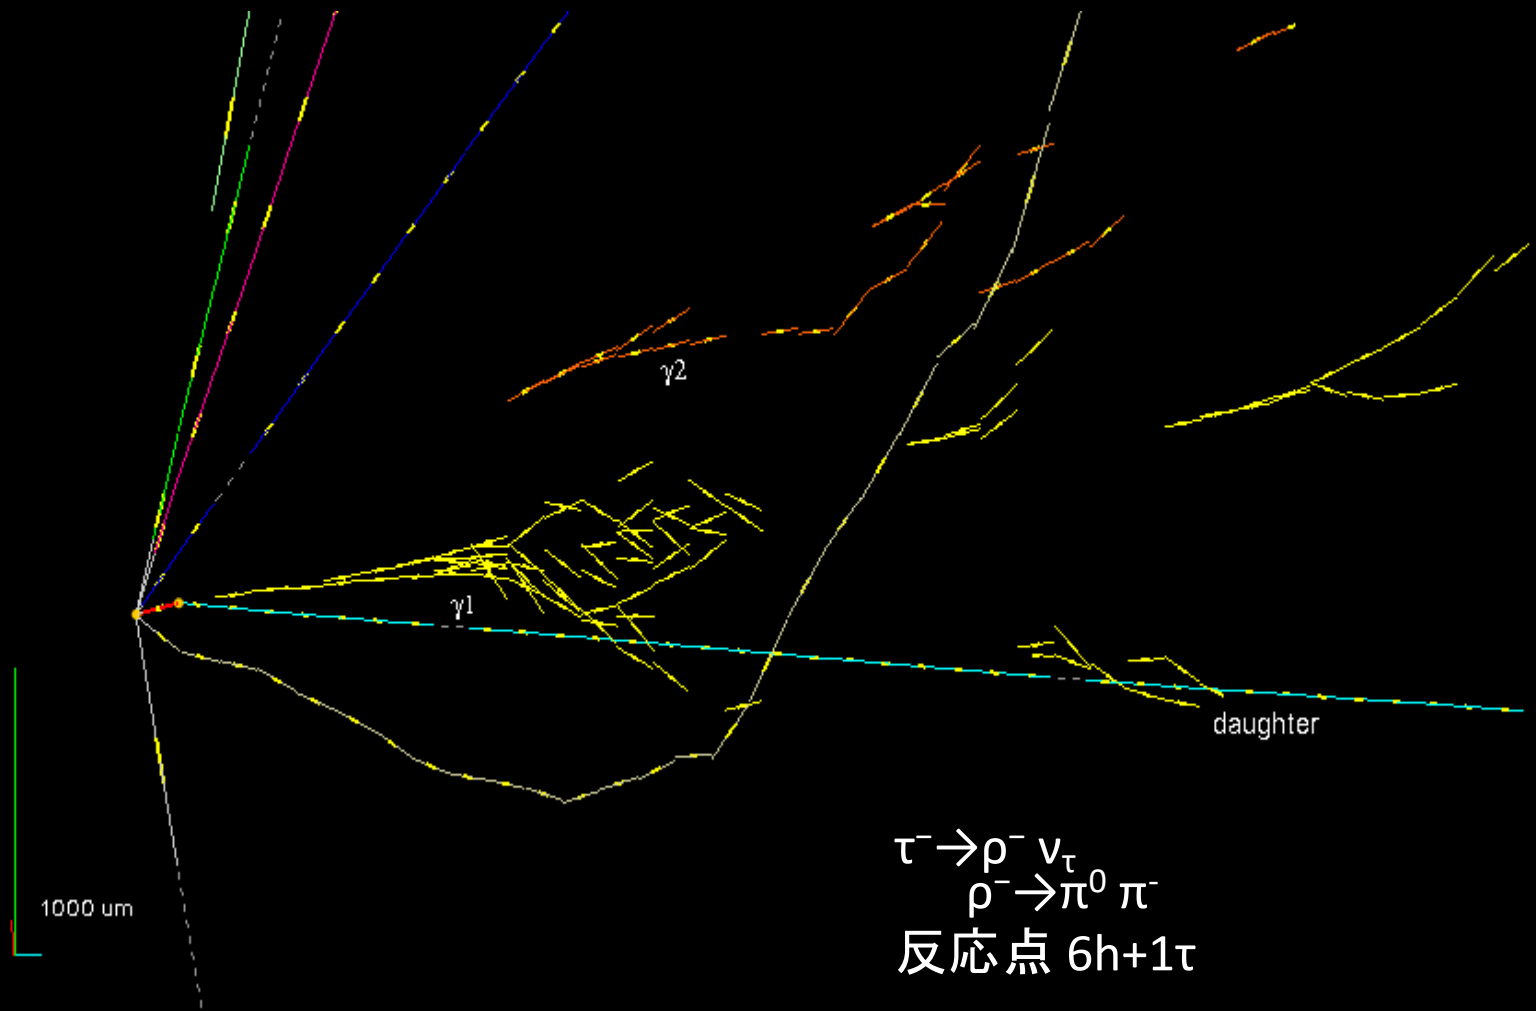 γ2
γ1
daughter
τ⁻→ρ⁻ ντ
ρ⁻→π⁰ π⁻
1000 um
反応点 6h+1τ